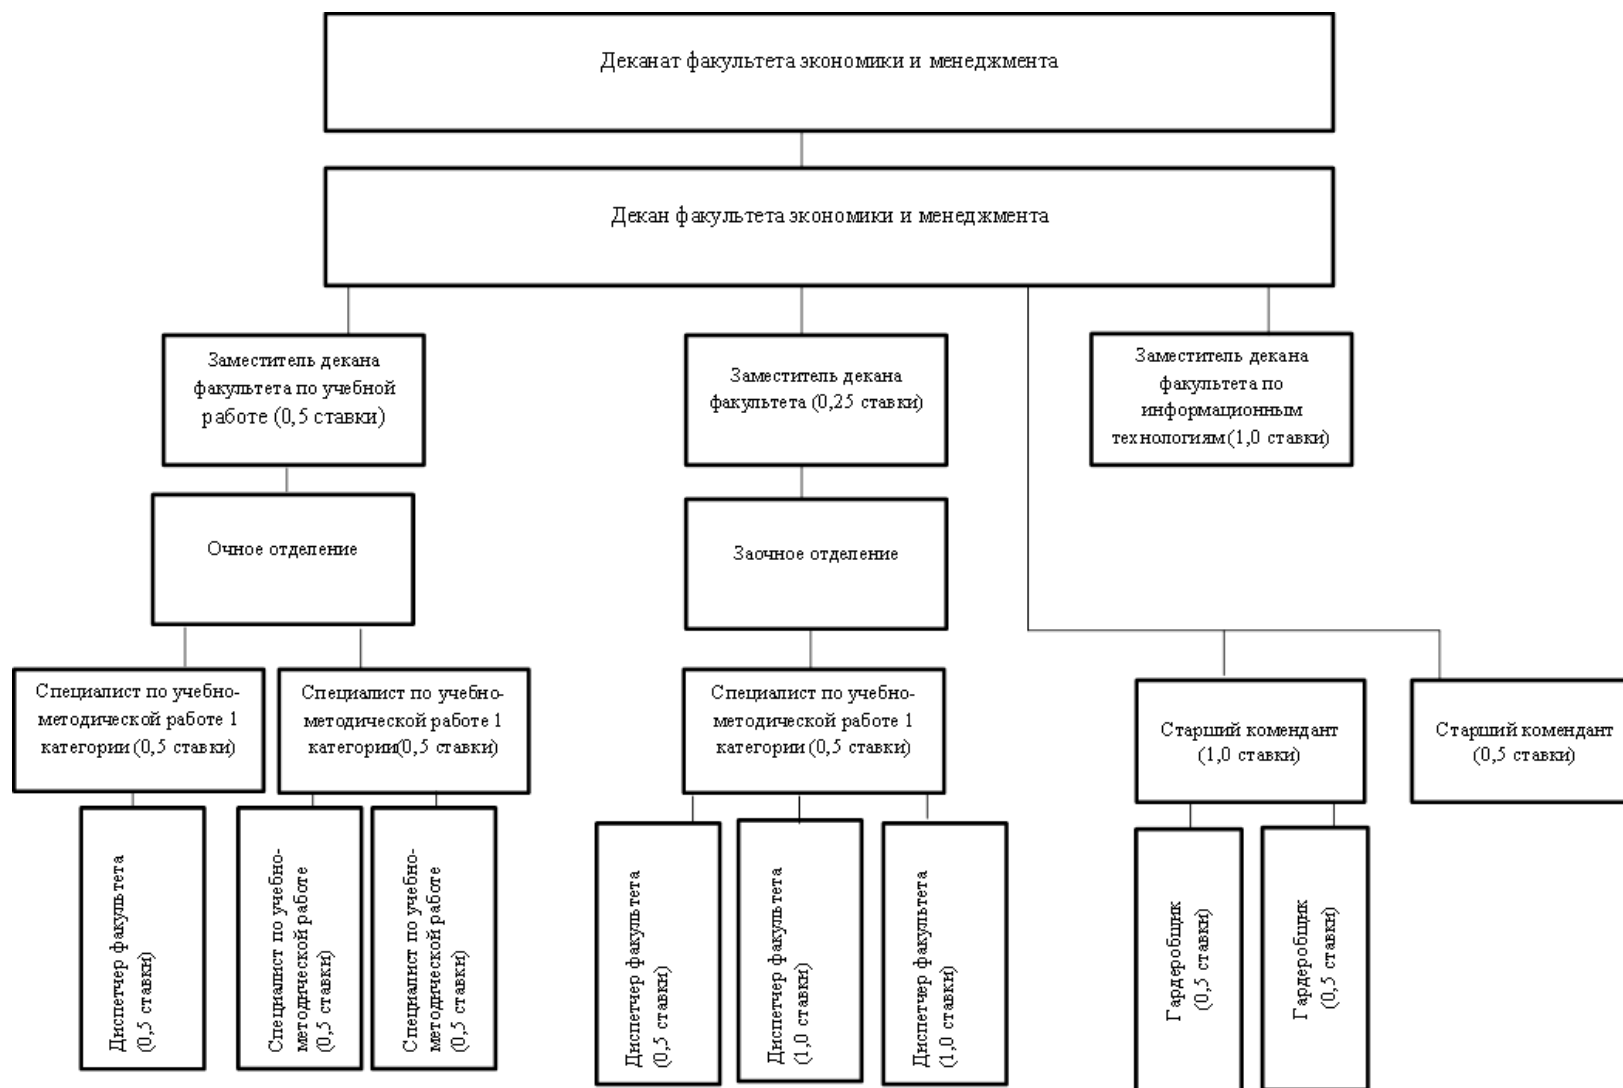 Деканат факультета экономики и менеджмента
Декан факультета экономики и менеджмента
Заместитель декана
факультета по учебной
работе (0,5 ставки)
Заместитель декана
факультета (0,25 ставки)
Заместитель декана
факультета по
информационным
технологиям (1,0 ставки)
Очное отделение
Заочное отделение
Специалист по учебно-
методической работе 1
категории (0,5 ставки)
Специалист по учебно-
методической работе 1
категории(0,5 ставки)
Специалист по учебно-
методической работе 1
категории (0,5 ставки)
Старший комендант
(1,0 ставки)
Старший комендант
(0,5 ставки)
Диспетчер факультета
(0,5 ставки)
Специалист по учебно-
методической работе
(0,5 ставки)
Специалист по учебно-
методической работе
(0,5 ставки)
Диспетчер факультета
(0,5 ставки)
Диспетчер факультета
(1,0 ставки)
Диспетчер факультета
(1,0 ставки)
Гардеробщик
(0,5 ставки)
Гардеробщик
(0,5 ставки)